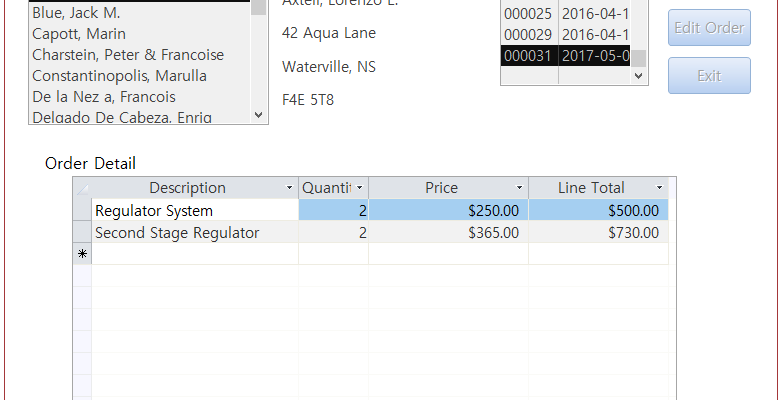 Blue, Jack M.
Capott, Marin
Charstein, Peter & Francoise
Constantinopolis, Marulla
De la Nez a, Francois
Delgado De Cabeza, Enriq
Axtell, Lorenzo E.
42 Aqua Lane
Waterville, NS
F4E 5T8
000025 2016-04-1
000029 2016-04-1
000031 2017-05-0
Edit Order
Exit
Order Detail
Description Quantit Price Line Total
Regulator System 2 $250.00 $500.00
Second Stage Regulator 2 $365.00 $730.00